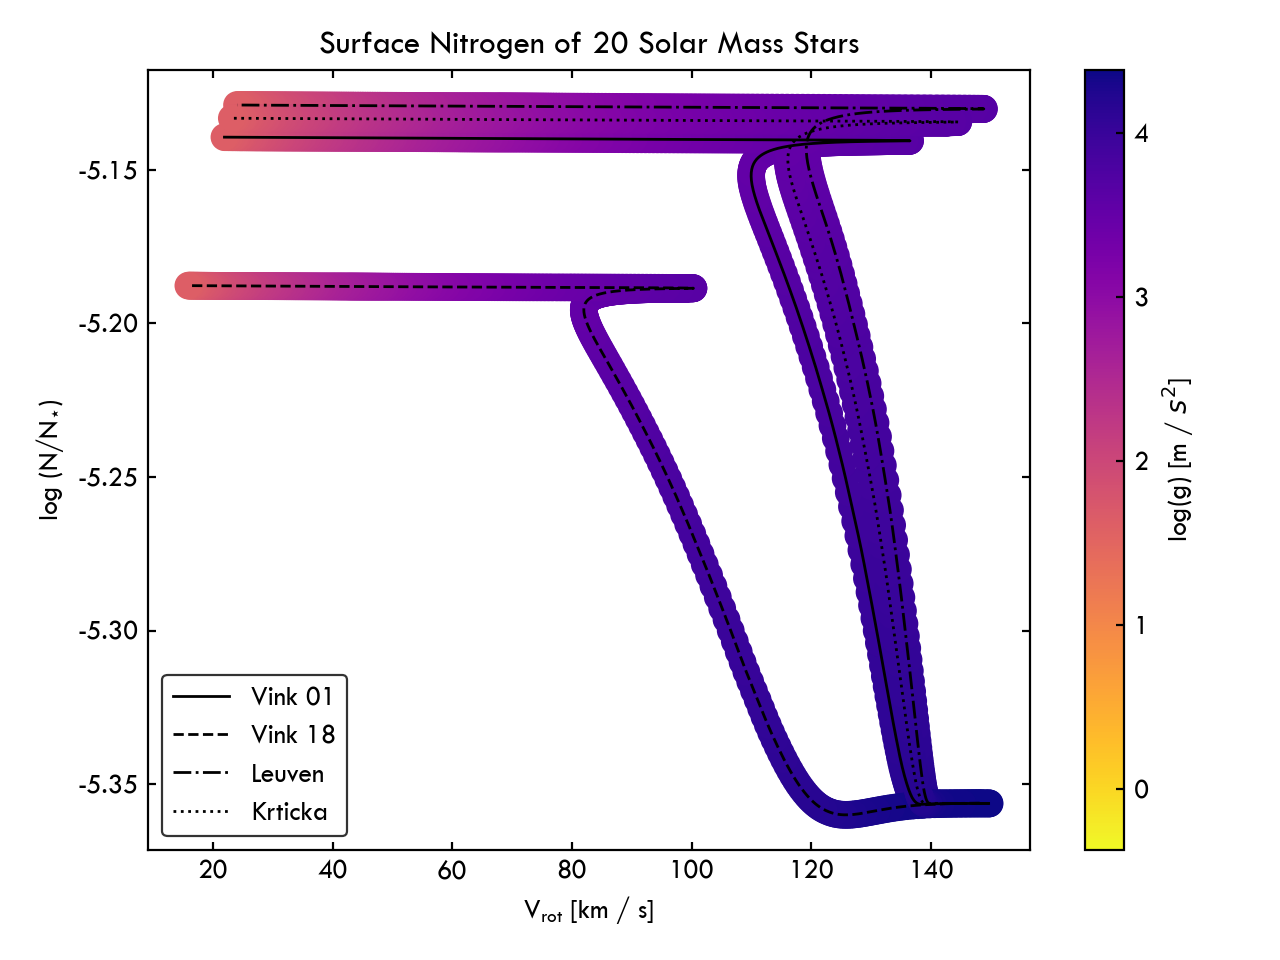 Surface Nitrogen of 20 Solar Mass Stars
log (N/N⋆)
-5.15
-5.20
-5.25
-5.30
-5.35
Vink 01
Vink 18
Leuven
Krticka
20 40 60 80 100 120 140
V_rot [km / s]
4
3
2
1
0
log(g) [m / s²]